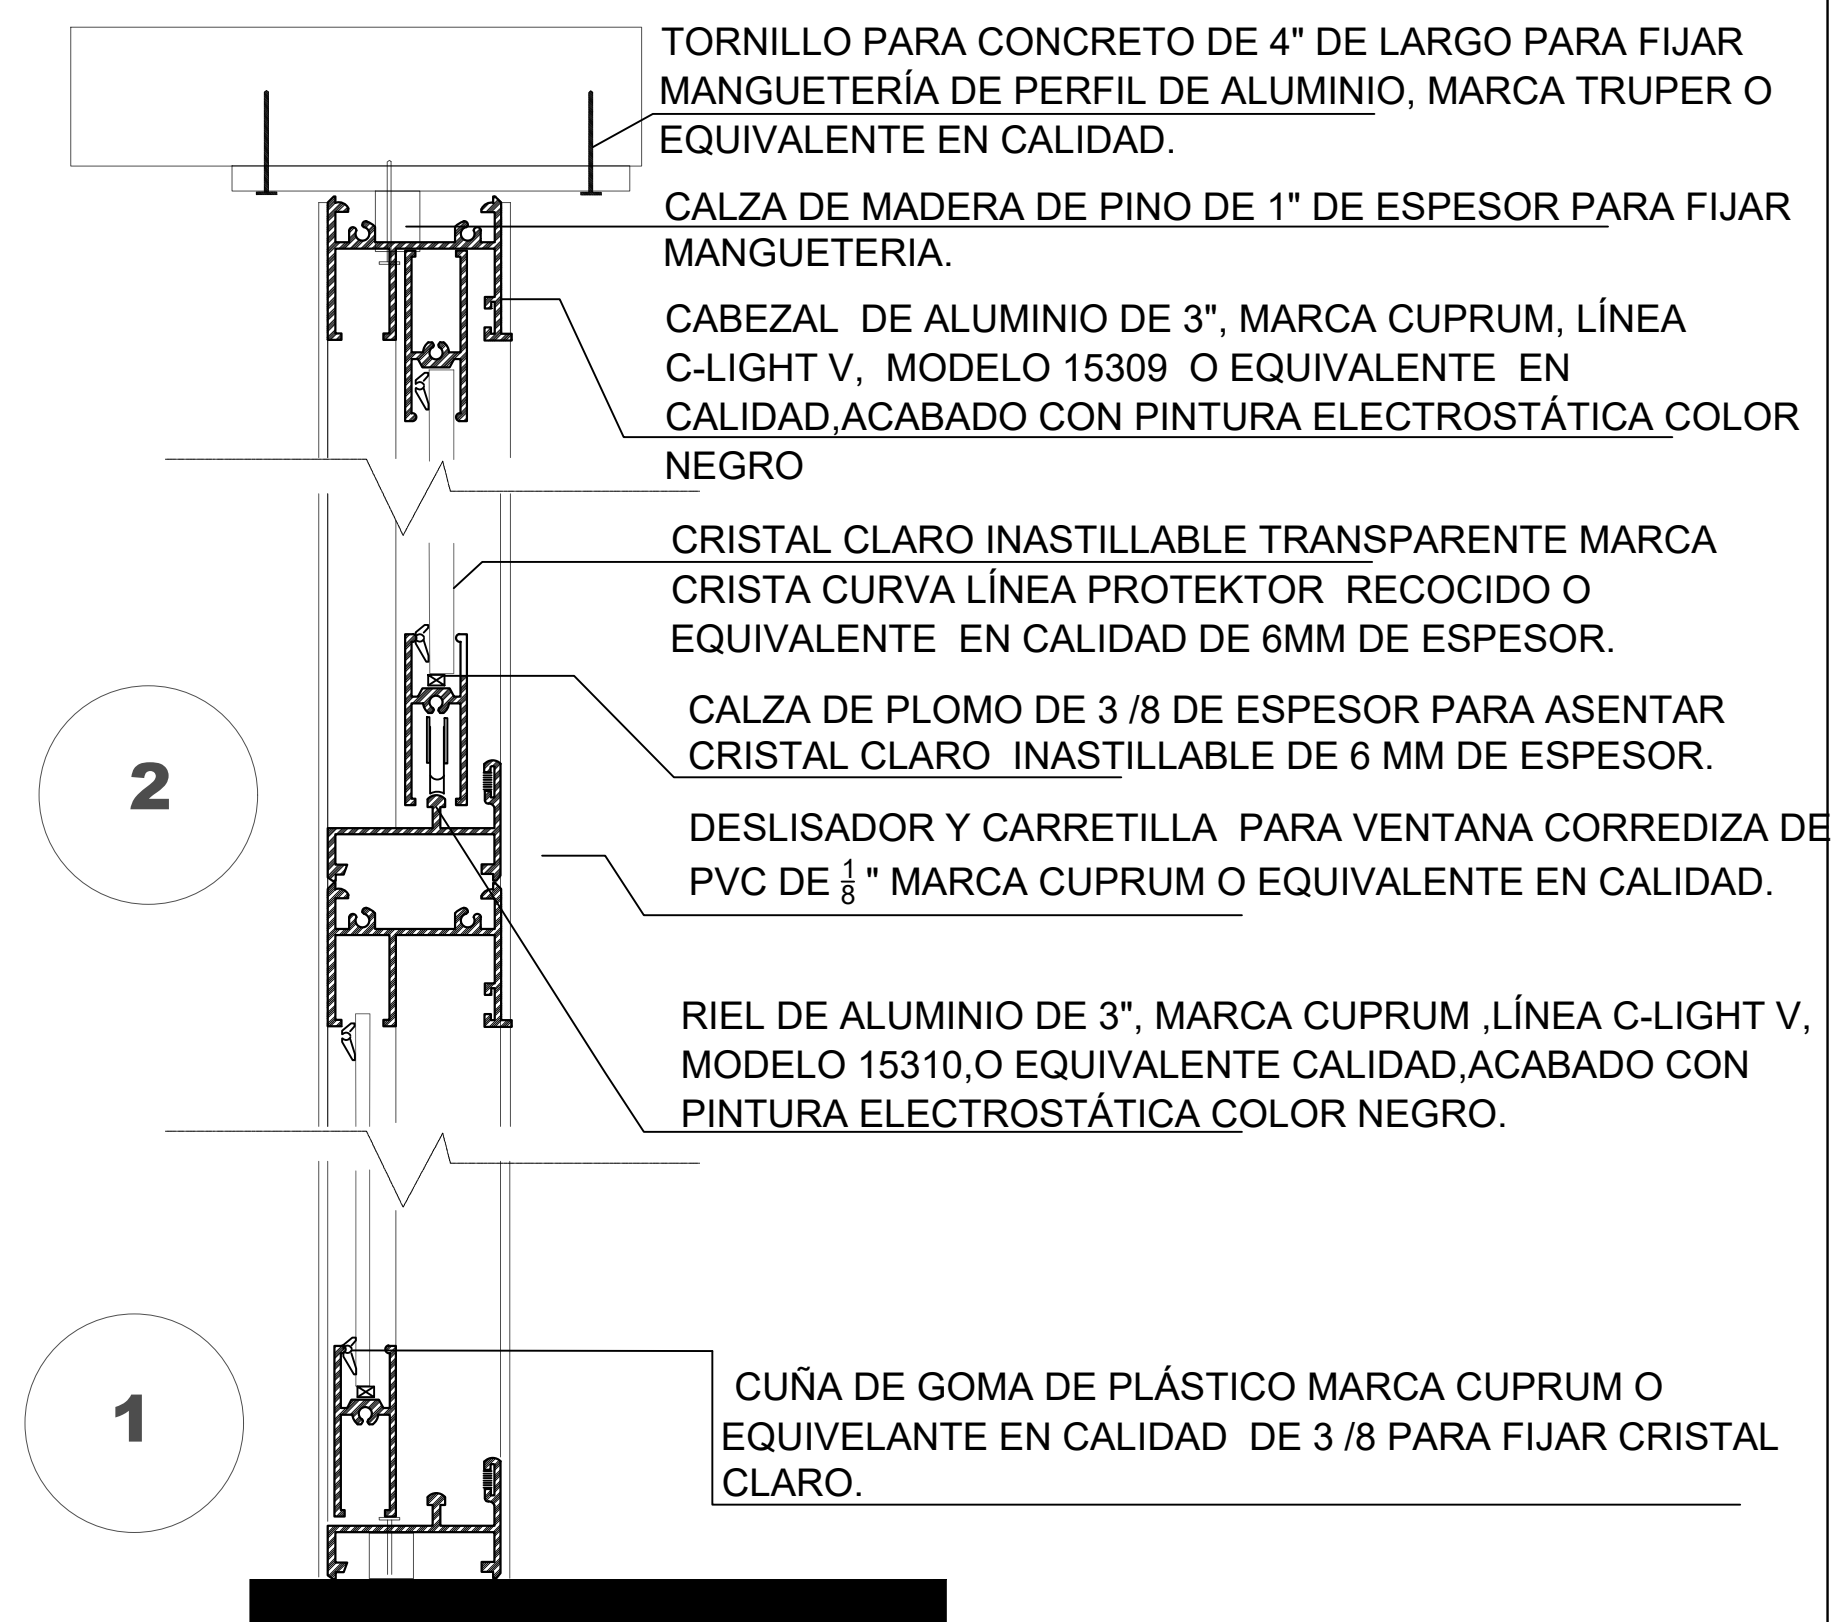 TORNILLO PARA CONCRETO DE 4" DE LARGO PARA FIJAR
MANGUETERÍA DE PERFIL DE ALUMINIO, MARCA TRUPER O
EQUIVALENTE EN CALIDAD.
CALZA DE MADERA DE PINO DE 1" DE ESPESOR PARA FIJAR
MANGUETERIA.
CABEZAL DE ALUMINIO DE 3", MARCA CUPRUM, LÍNEA
C-LIGHT V, MODELO 15309 O EQUIVALENTE EN
CALIDAD,ACABADO CON PINTURA ELECTROSTÁTICA COLOR
NEGRO
CRISTAL CLARO INASTILLABLE TRANSPARENTE MARCA
CRISTA CURVA LÍNEA PROTEKTOR RECOCIDO O
EQUIVALENTE EN CALIDAD DE 6MM DE ESPESOR.
CALZA DE PLOMO DE 3 /8 DE ESPESOR PARA ASENTAR
CRISTAL CLARO INASTILLABLE DE 6 MM DE ESPESOR.
2
DESLISADOR Y CARRETILLA PARA VENTANA CORREDIZA DE
PVC DE 1/8 " MARCA CUPRUM O EQUIVALENTE EN CALIDAD.
RIEL DE ALUMINIO DE 3", MARCA CUPRUM ,LÍNEA C-LIGHT V,
MODELO 15310,O EQUIVALENTE CALIDAD,ACABADO CON
PINTURA ELECTROSTÁTICA COLOR NEGRO.
1
CUÑA DE GOMA DE PLÁSTICO MARCA CUPRUM O
EQUIVELANTE EN CALIDAD DE 3 /8 PARA FIJAR CRISTAL
CLARO.